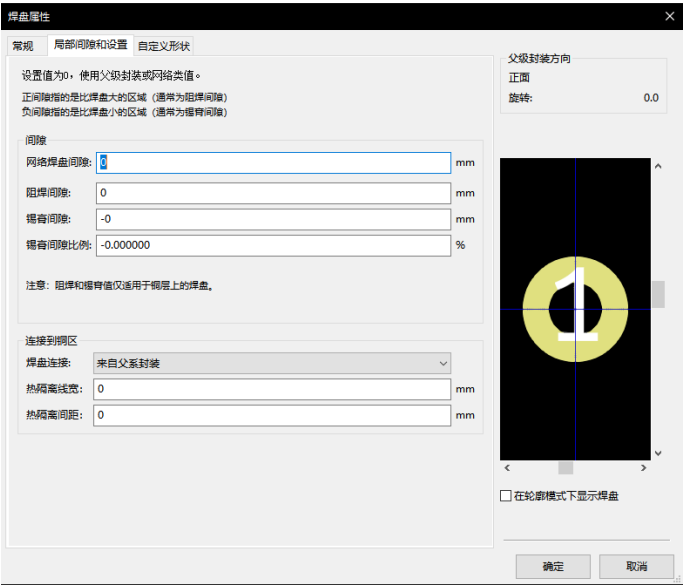 焊盘属性
常规 局部间隙和设置 自定义形状
设置值为0，使用父级封装或网络类值。
正间隙指的是比焊盘大的区域（通常为阻焊间隙）
负间隙指的是比焊盘小的区域（通常为锡膏间隙）
间隙
网络焊盘间隙: 0 mm
阻焊间隙: 0 mm
锡膏间隙: -0 mm
锡膏间隙比例: -0.000000 %
注意：阻焊和锡膏值仅适用于铜层上的焊盘。
连接到铜区
焊盘连接: 来自父系封装
热隔离线宽: 0 mm
热隔离间距: 0 mm
父级封装方向
正面
旋转: 0.0
1
在轮廓模式下显示焊盘
确定 取消